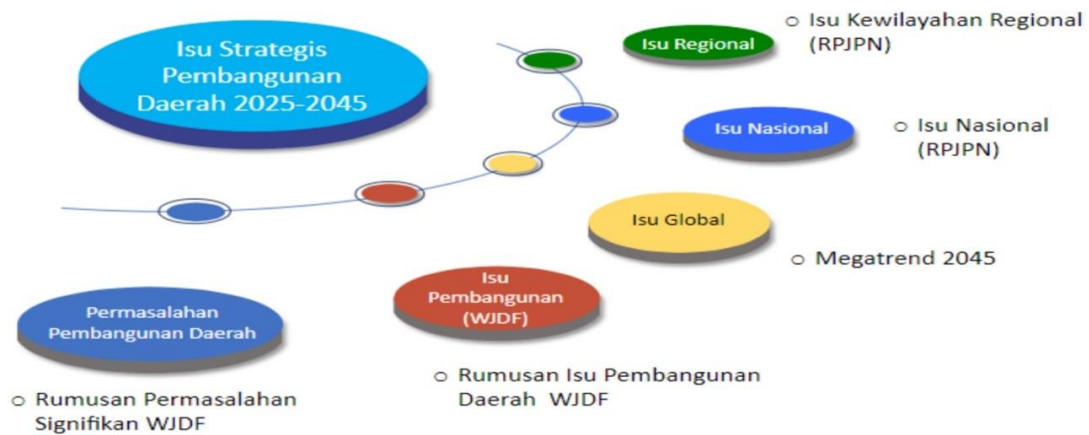 Isu Strategis
Pembangunan
Daerah 2025-2045
Isu Regional
o Isu Kewilayahan Regional
(RPJPN)
Isu Nasional
o Isu Nasional
(RPJPN)
Isu Global
o Megatrend 2045
Isu
Pembangunan
(WJDF)
o Rumusan Isu Pembangunan
Daerah WJDF
Permasalahan
Pembangunan Daerah
o Rumusan Permasalahan
Signifikan WJDF